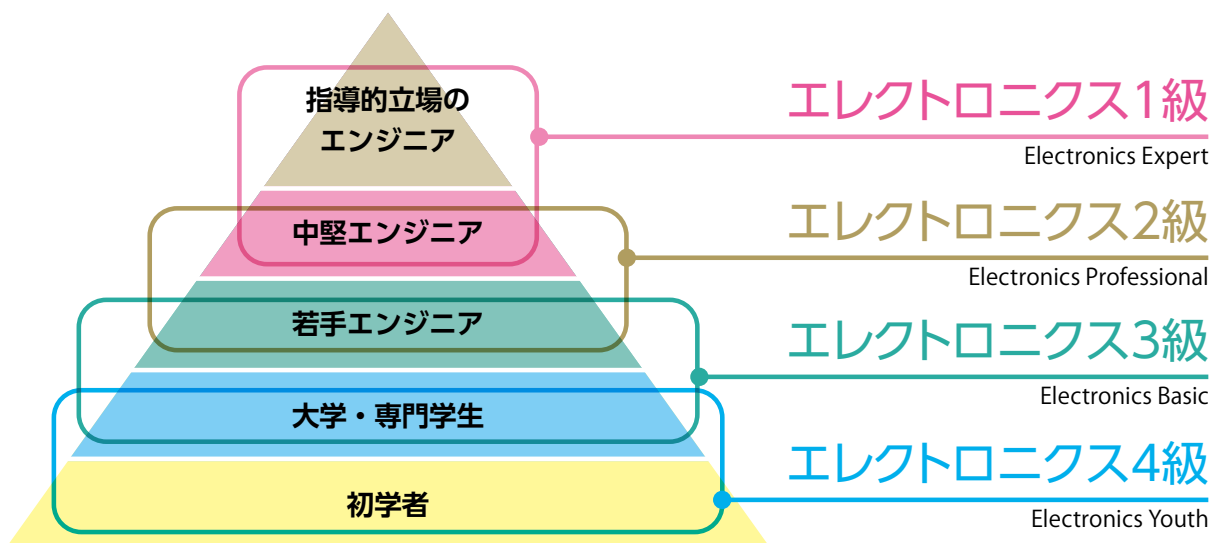 指導的立場の
エンジニア
中堅エンジニア
若手エンジニア
大学・専門学生
初学者
エレクトロニクス1級
Electronics Expert
エレクトロニクス2級
Electronics Professional
エレクトロニクス3級
Electronics Basic
エレクトロニクス4級
Electronics Youth